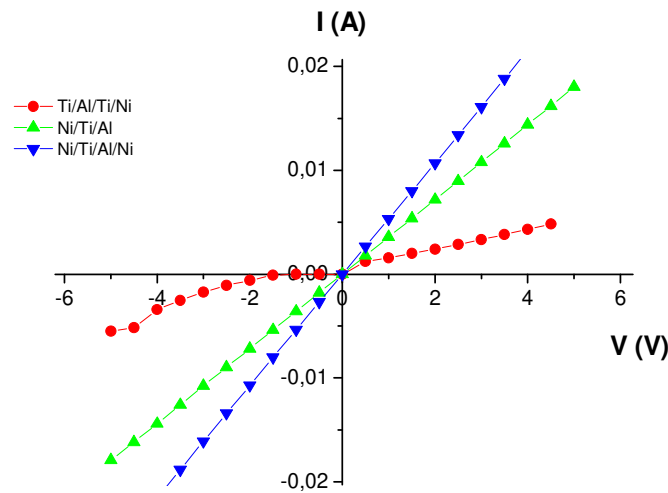 I (A)
0,02
Ti/Al/Ti/Ni
Ni/Ti/Al
Ni/Ti/Al/Ni
0,01
0,00
-6 -4 -2 0 2 4 6
V (V)
-0,01
-0,02